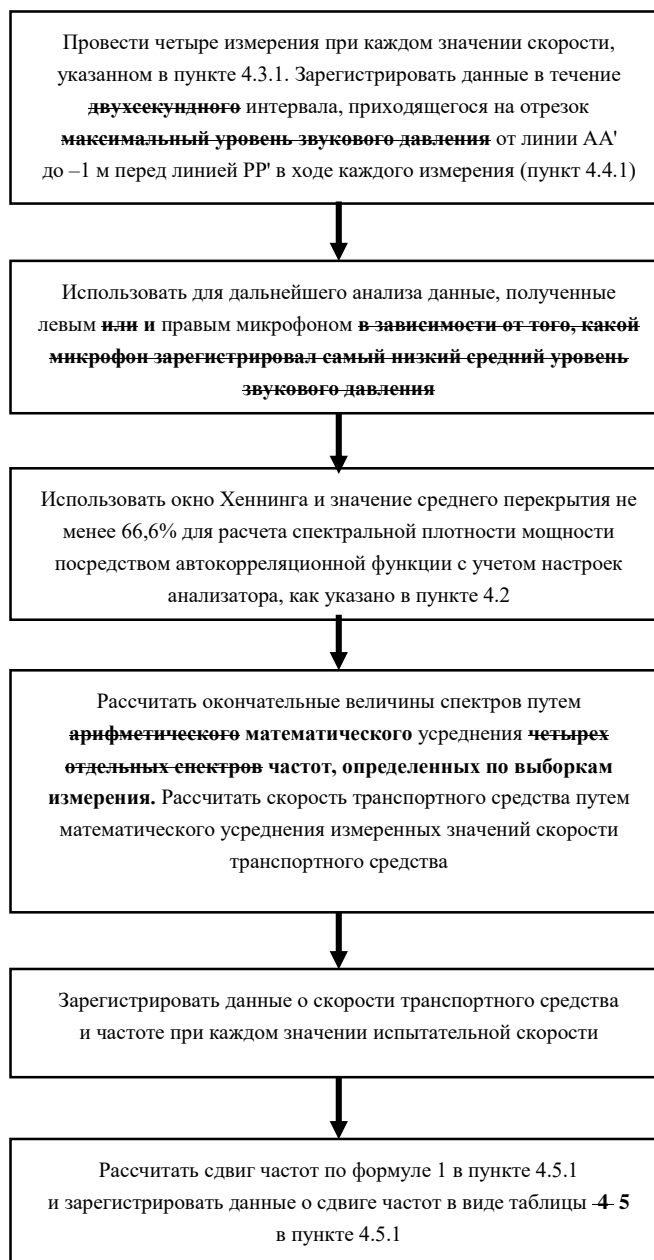 Провести четыре измерения при каждом значении скорости,
указанном в пункте 4.3.1. Зарегистрировать данные в течение
двухсекундного интервала, приходящегося на отрезок
максимальный уровень звукового давления от линии AA'
до –1 м перед линией PP' в ходе каждого измерения (пункт 4.4.1)
Использовать для дальнейшего анализа данные, полученные
левым или и правым микрофоном в зависимости от того, какой
микрофон зарегистрировал самый низкий средний уровень
звукового давления
Использовать окно Хеннинга и значение среднего перекрытия не
менее 66,6% для расчета спектральной плотности мощности
посредством автокорреляционной функции с учетом настроек
анализатора, как указано в пункте 4.2
Рассчитать окончательные величины спектров путем
арифметического математического усреднения четырех
отдельных спектров частот, определенных по выборкам
измерения. Рассчитать скорость транспортного средства путем
математического усреднения измеренных значений скорости
транспортного средства
Зарегистрировать данные о скорости транспортного средства
и частоте при каждом значении испытательной скорости
Рассчитать сдвиг частот по формуле 1 в пункте 4.5.1
и зарегистрировать данные о сдвиге частот в виде таблицы 4 5
в пункте 4.5.1